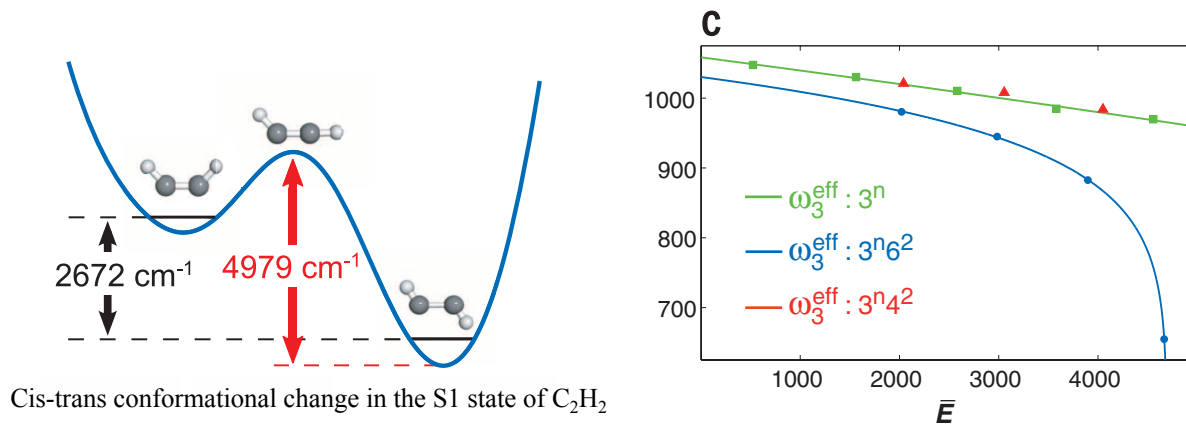 2672 cm⁻¹
4979 cm⁻¹
Cis-trans conformational change in the S1 state of C₂H₂
C
1000
900
800
700
ω₃ᵉᶠᶠ : 3ⁿ
ω₃ᵉᶠᶠ : 3ⁿ6²
ω₃ᵉᶠᶠ : 3ⁿ4²
1000 2000 3000 4000
Ē